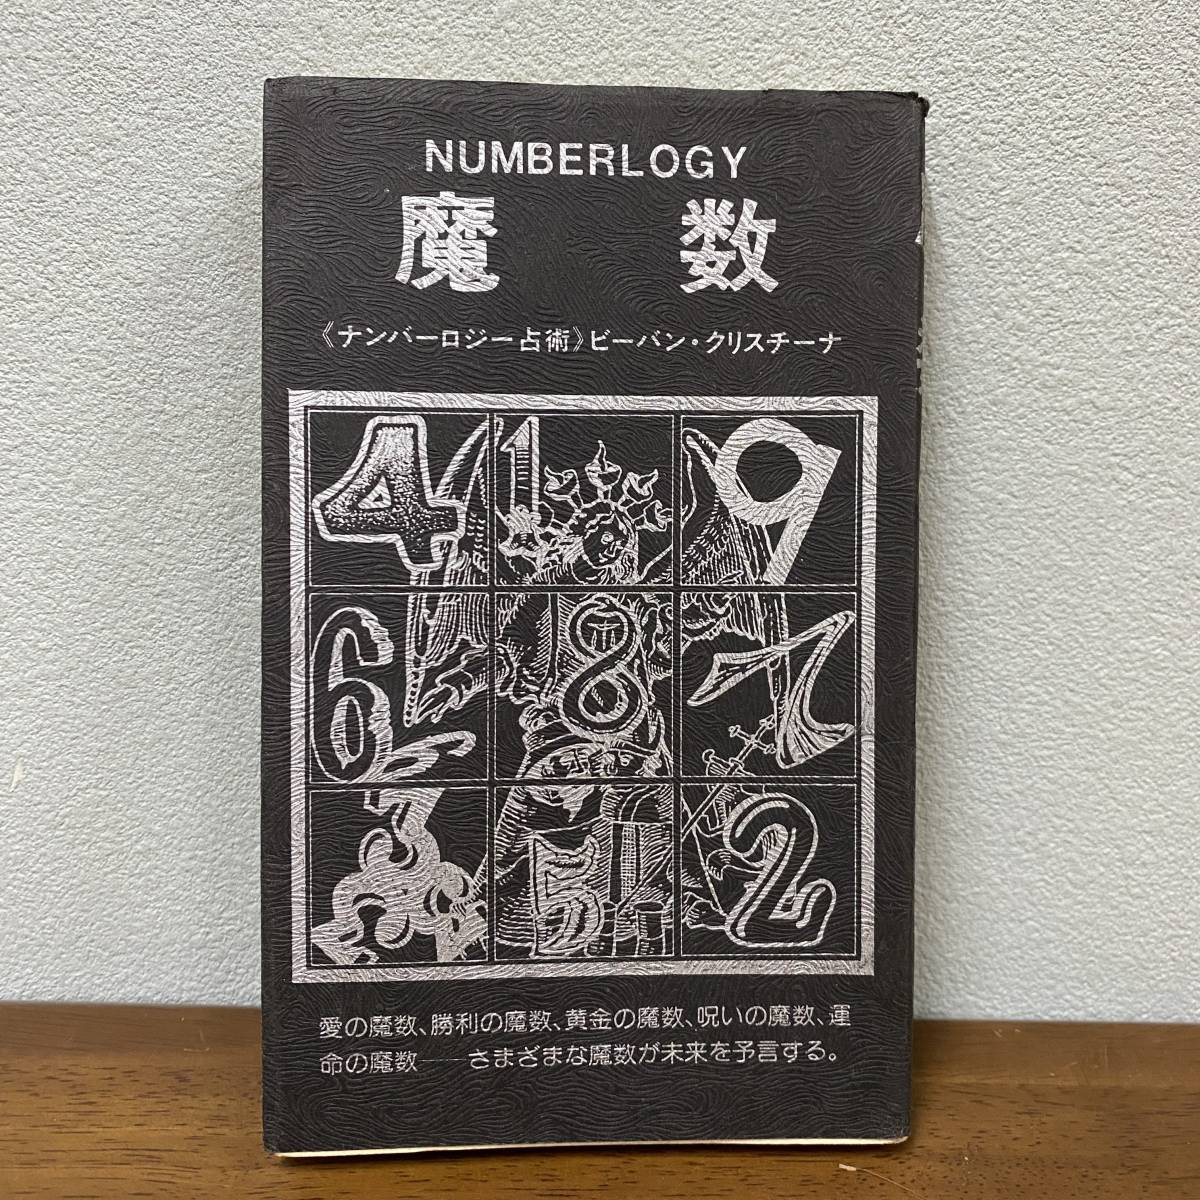 NUMBERLOGY
魔数
《ナンバーロジー占術》ビーバン・クリスチーナ
4 1 9
6 8 7
3 5 2
愛の魔数、勝利の魔数、黄金の魔数、呪いの魔数、運
命の魔数――さまざまな魔数が未来を予言する。